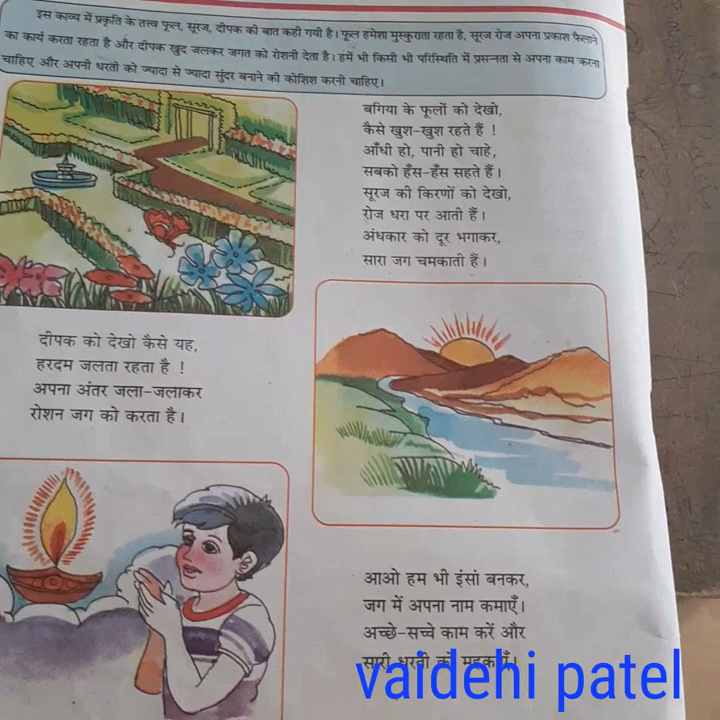 इस काव्य में प्रकृति के तत्त्व फूल, सूरज, दीपक की बात कही गयी है। फूल हमेशा मुस्कुराता रहता है, सूरज रोज अपना प्रकाश फैलाने
का कार्य करता रहता है और दीपक खुद जलकर जगत को रोशनी देता है। हमें भी किसी भी परिस्थिति में प्रसन्नता से अपना काम करना
चाहिए और अपनी धरती को ज्यादा से ज्यादा सुंदर बनाने की कोशिश करनी चाहिए।
बगिया के फूलों को देखो,
कैसे खुश-खुश रहते हैं !
आँधी हो, पानी हो चाहे,
सबको हँस-हँस सहते हैं।
सूरज की किरणों को देखो,
रोज धरा पर आती हैं।
अंधकार को दूर भगाकर,
सारा जग चमकाती हैं।
दीपक को देखो कैसे यह,
हरदम जलता रहता है !
अपना अंतर जला-जलाकर
रोशन जग को करता है।
आओ हम भी इंसां बनकर,
जग में अपना नाम कमाएँ।
अच्छे-सच्चे काम करें और
सारी धरती को महकाएँ।
vaidehi patel